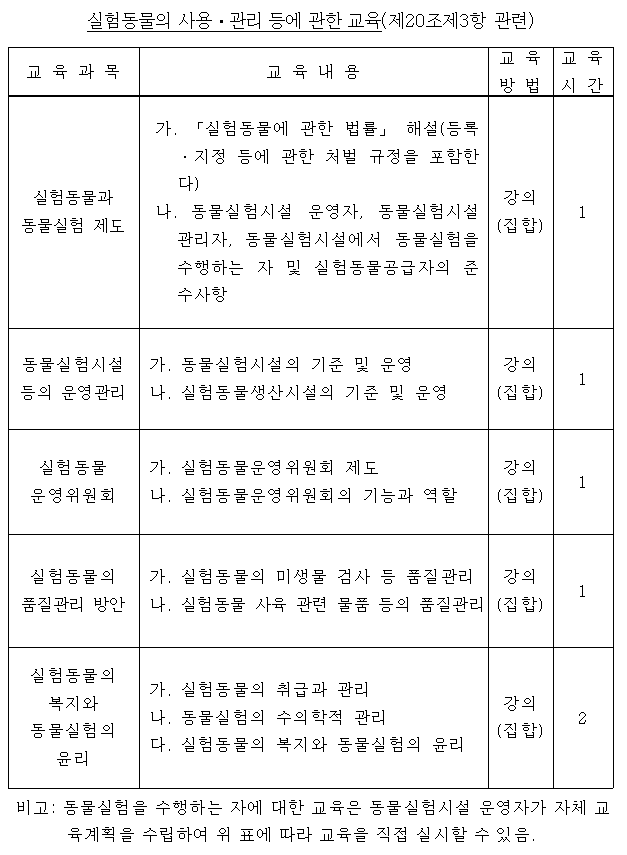 실험동물의 사용·관리 등에 관한 교육(제20조제3항 관련)
교 육 과 목
교 육 내 용
교 육
방 법
교 육
시 간
실험동물과
동물실험 제도
가. 「실험동물에 관한 법률」 해설(등록
·지정 등에 관한 처벌 규정을 포함한
다)
나. 동물실험시설 운영자, 동물실험시설
관리자, 동물실험시설에서 동물실험을
수행하는 자 및 실험동물공급자의 준
수사항
강의
(집합)
1
동물실험시설
등의 운영관리
가. 동물실험시설의 기준 및 운영
나. 실험동물생산시설의 기준 및 운영
강의
(집합)
1
실험동물
운영위원회
가. 실험동물운영위원회 제도
나. 실험동물운영위원회의 기능과 역할
강의
(집합)
1
실험동물의
품질관리 방안
가. 실험동물의 미생물 검사 등 품질관리
나. 실험동물 사육 관련 물품 등의 품질관리
강의
(집합)
1
실험동물의
복지와
동물실험의
윤리
가. 실험동물의 취급과 관리
나. 동물실험의 수의학적 관리
다. 실험동물의 복지와 동물실험의 윤리
강의
(집합)
2
비고: 동물실험을 수행하는 자에 대한 교육은 동물실험시설 운영자가 자체 교
육계획을 수립하여 위 표에 따라 교육을 직접 실시할 수 있음.